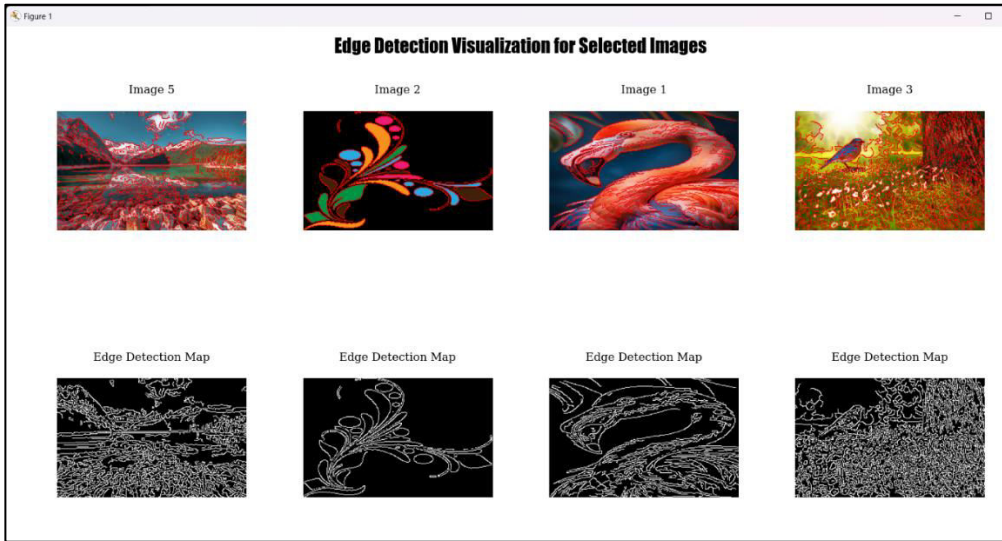 Figure 1
Edge Detection Visualization for Selected Images
Image 5
Image 2
Image 1
Image 3
Edge Detection Map
Edge Detection Map
Edge Detection Map
Edge Detection Map